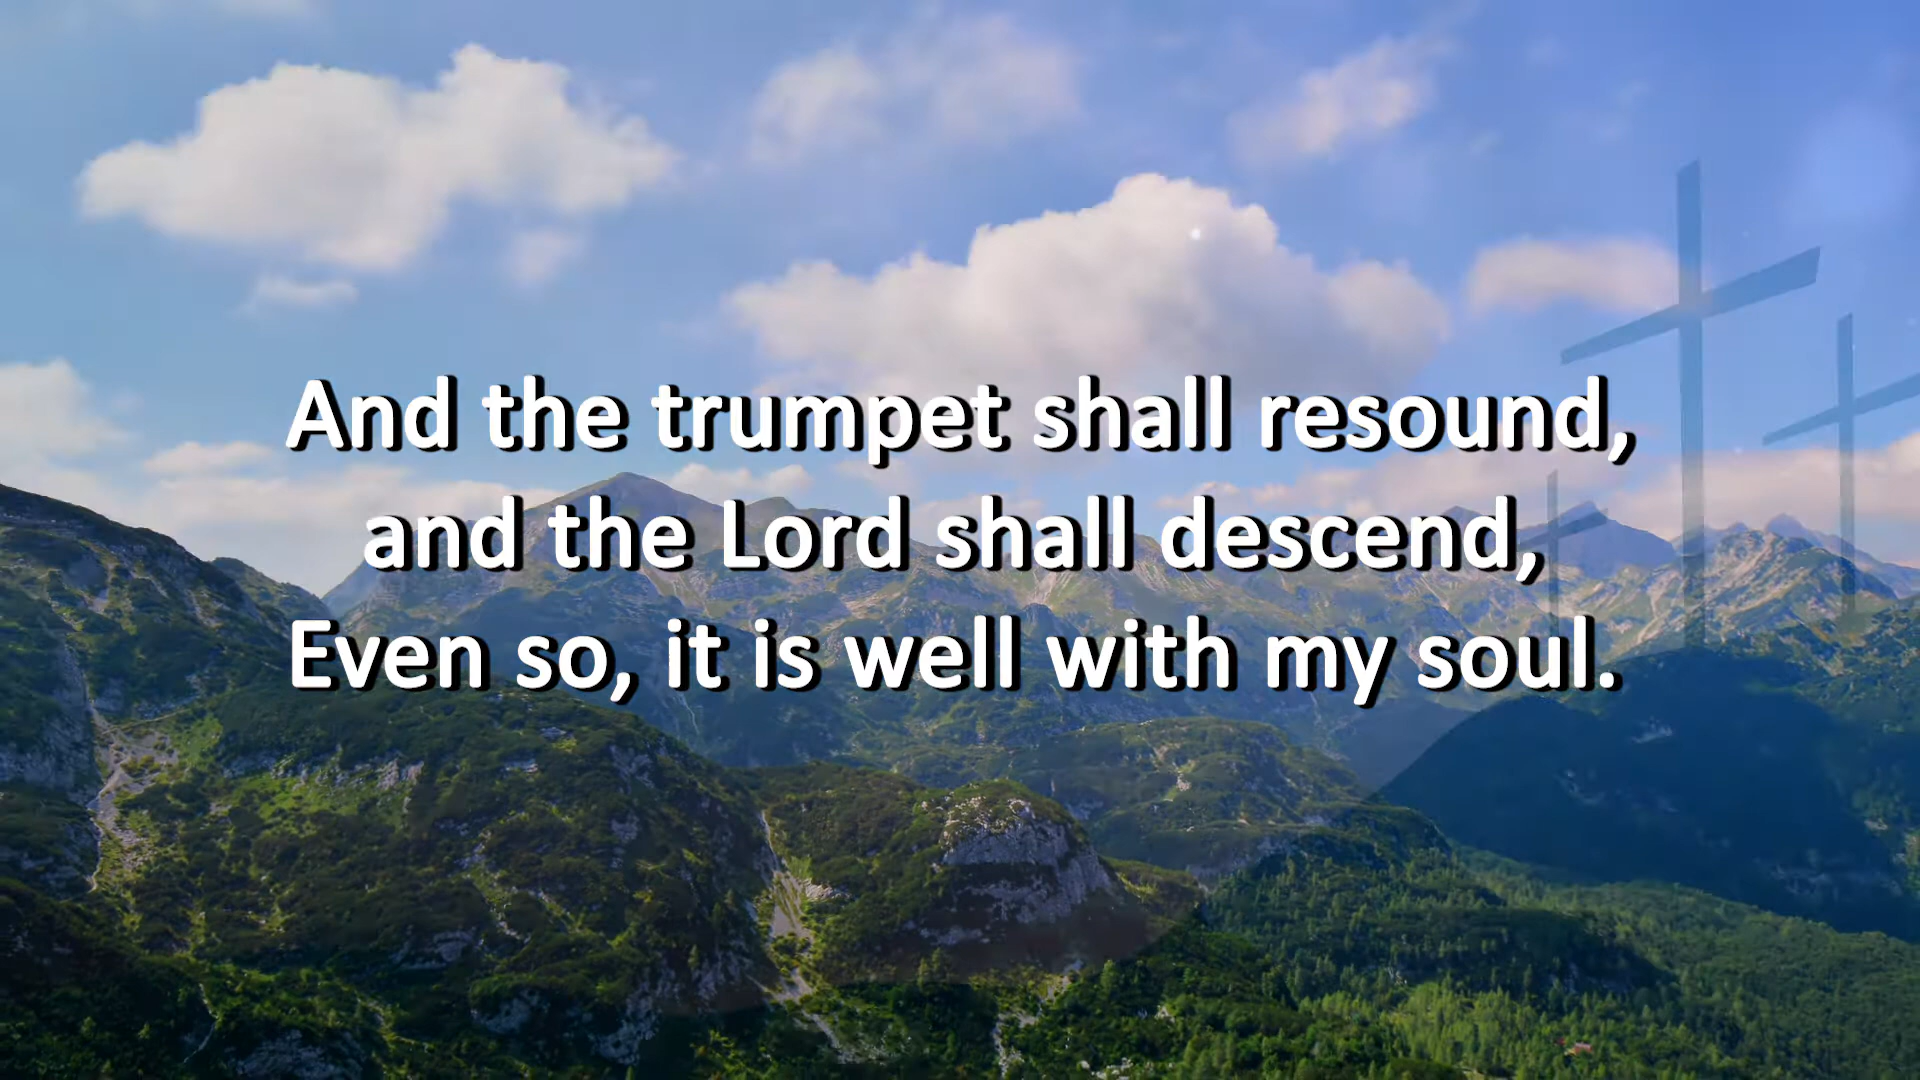 And the trumpet shall resound,
and the Lord shall descend,
Even so, it is well with my soul.